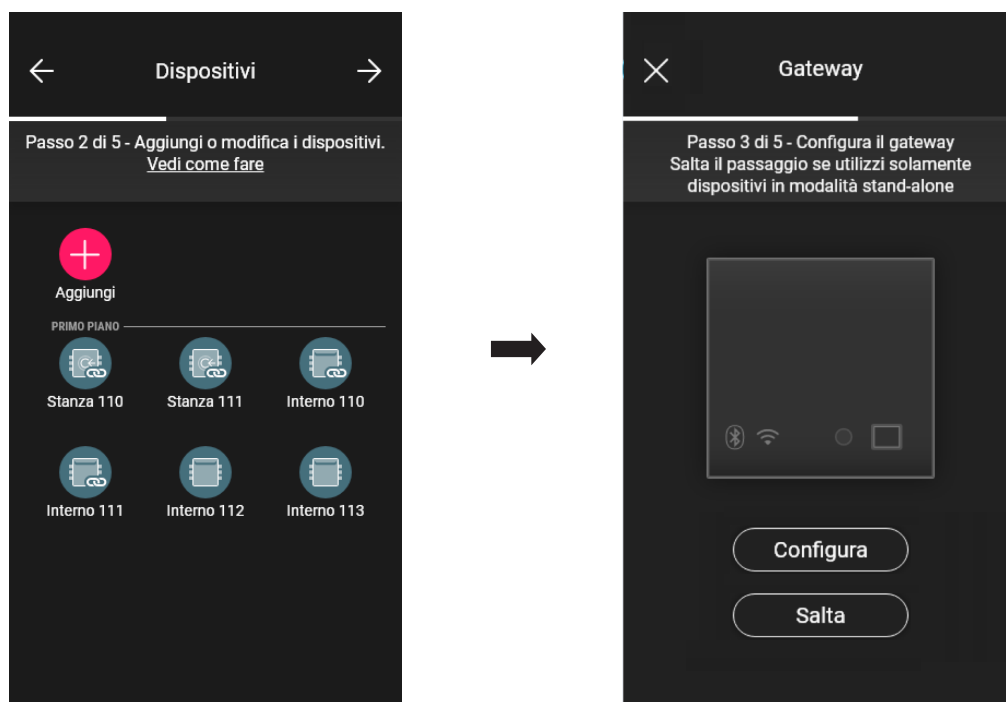 Dispositivi
Passo 2 di 5 - Aggiungi o modifica i dispositivi.
Vedi come fare
Aggiungi
PRIMO PIANO
Stanza 110
Stanza 111
Interno 110
Interno 111
Interno 112
Interno 113
Gateway
Passo 3 di 5 - Configura il gateway
Salta il passaggio se utilizzi solamente
dispositivi in modalità stand-alone
Configura
Salta